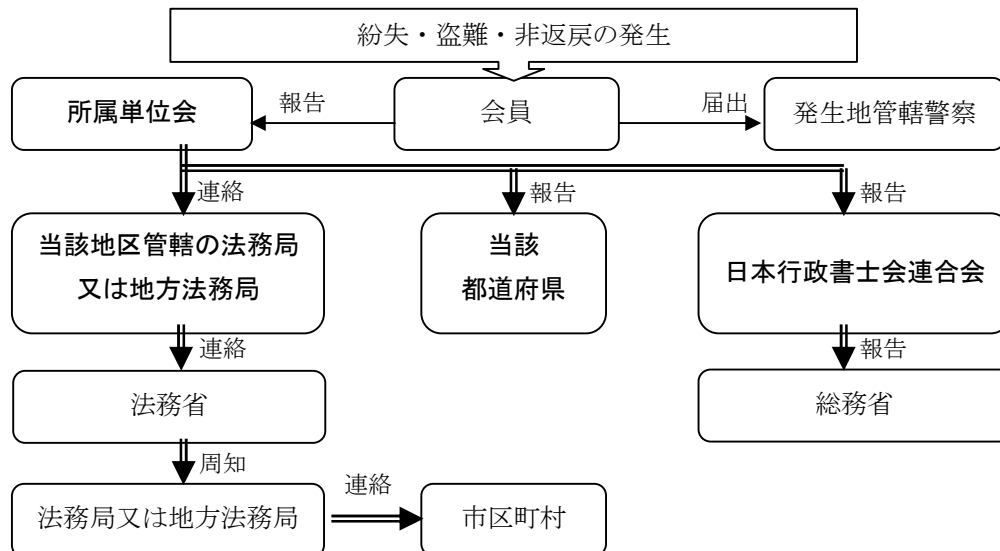 紛失・盗難・非返戻の発生
所属単位会
報告
会員
届出
発生地管轄警察
連絡
報告
報告
当該地区管轄の法務局
又は地方法務局
当該
都道府県
日本行政書士会連合会
連絡
報告
法務省
総務省
周知
法務局又は地方法務局
連絡
市区町村